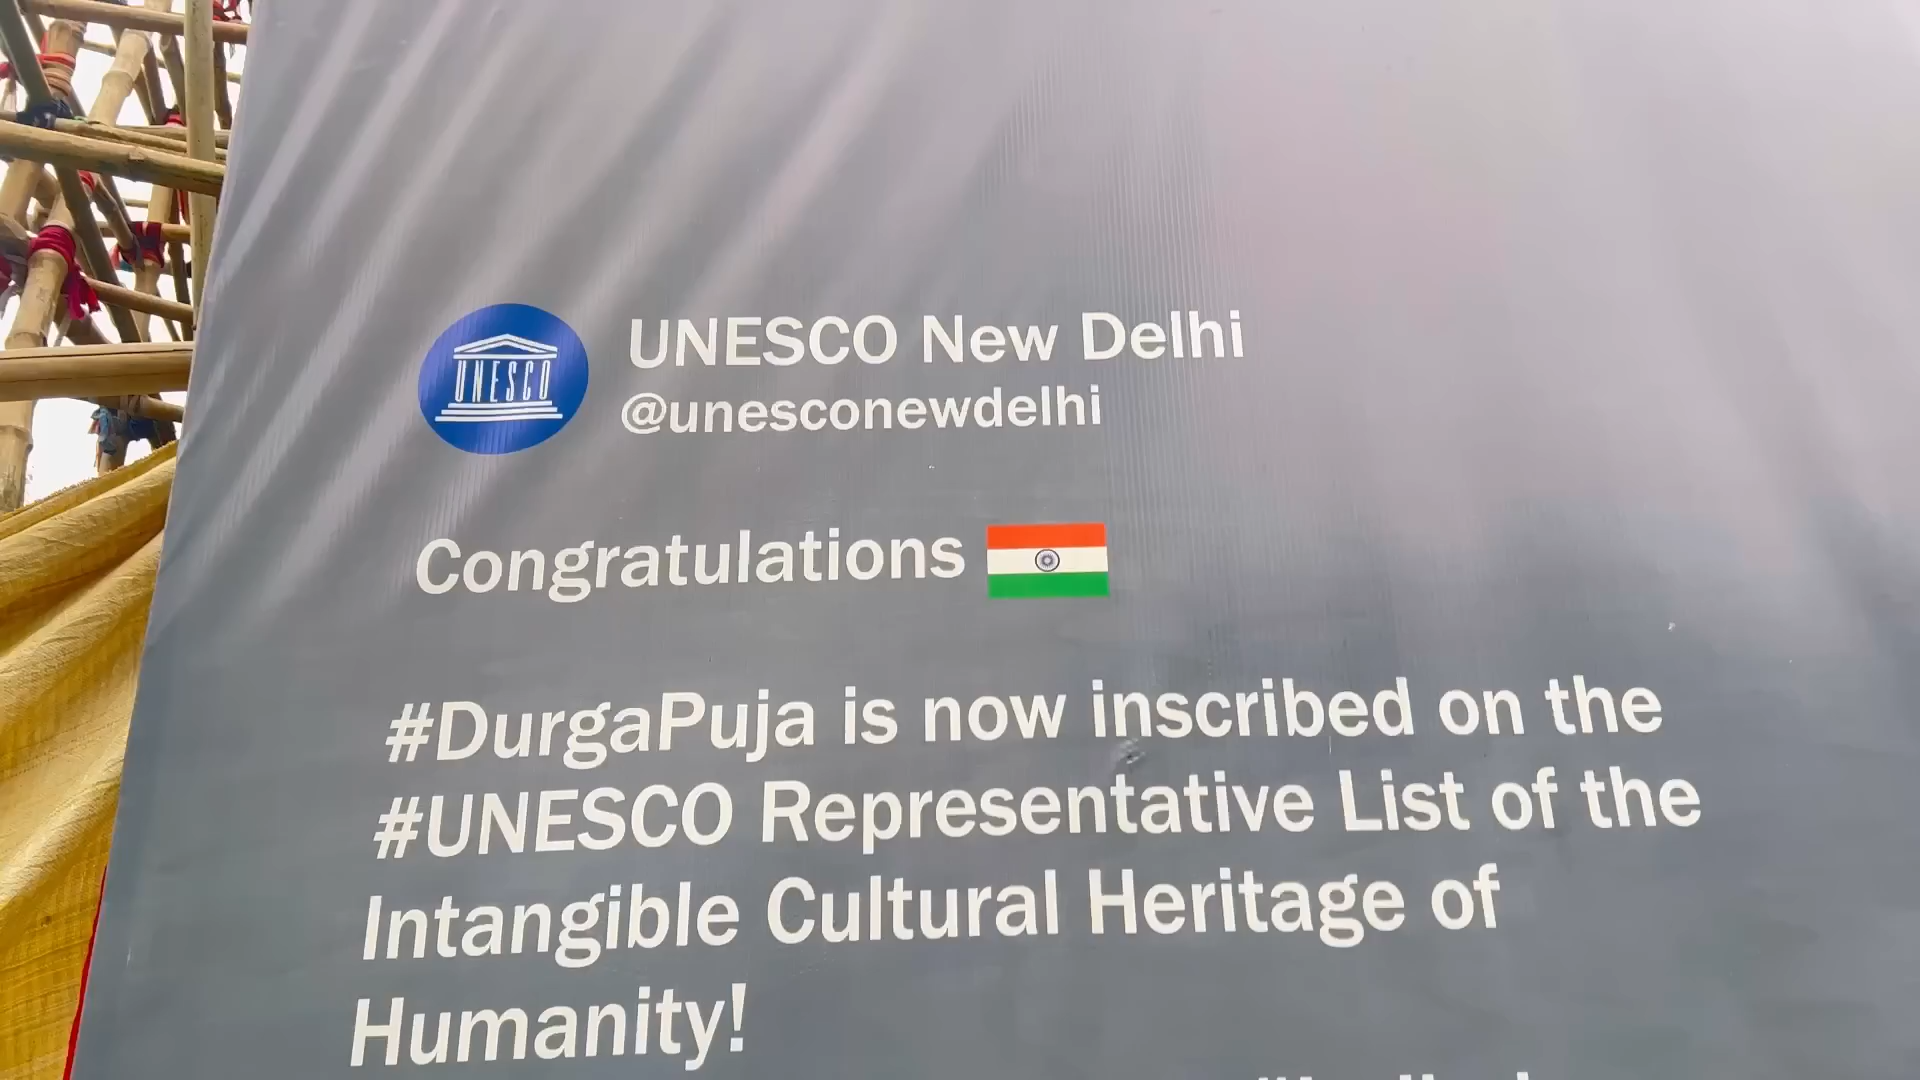 UNESCO
UNESCO New Delhi
@unesconewdelhi
Congratulations
#DurgaPuja is now inscribed on the
#UNESCO Representative List of the
Intangible Cultural Heritage of
Humanity!